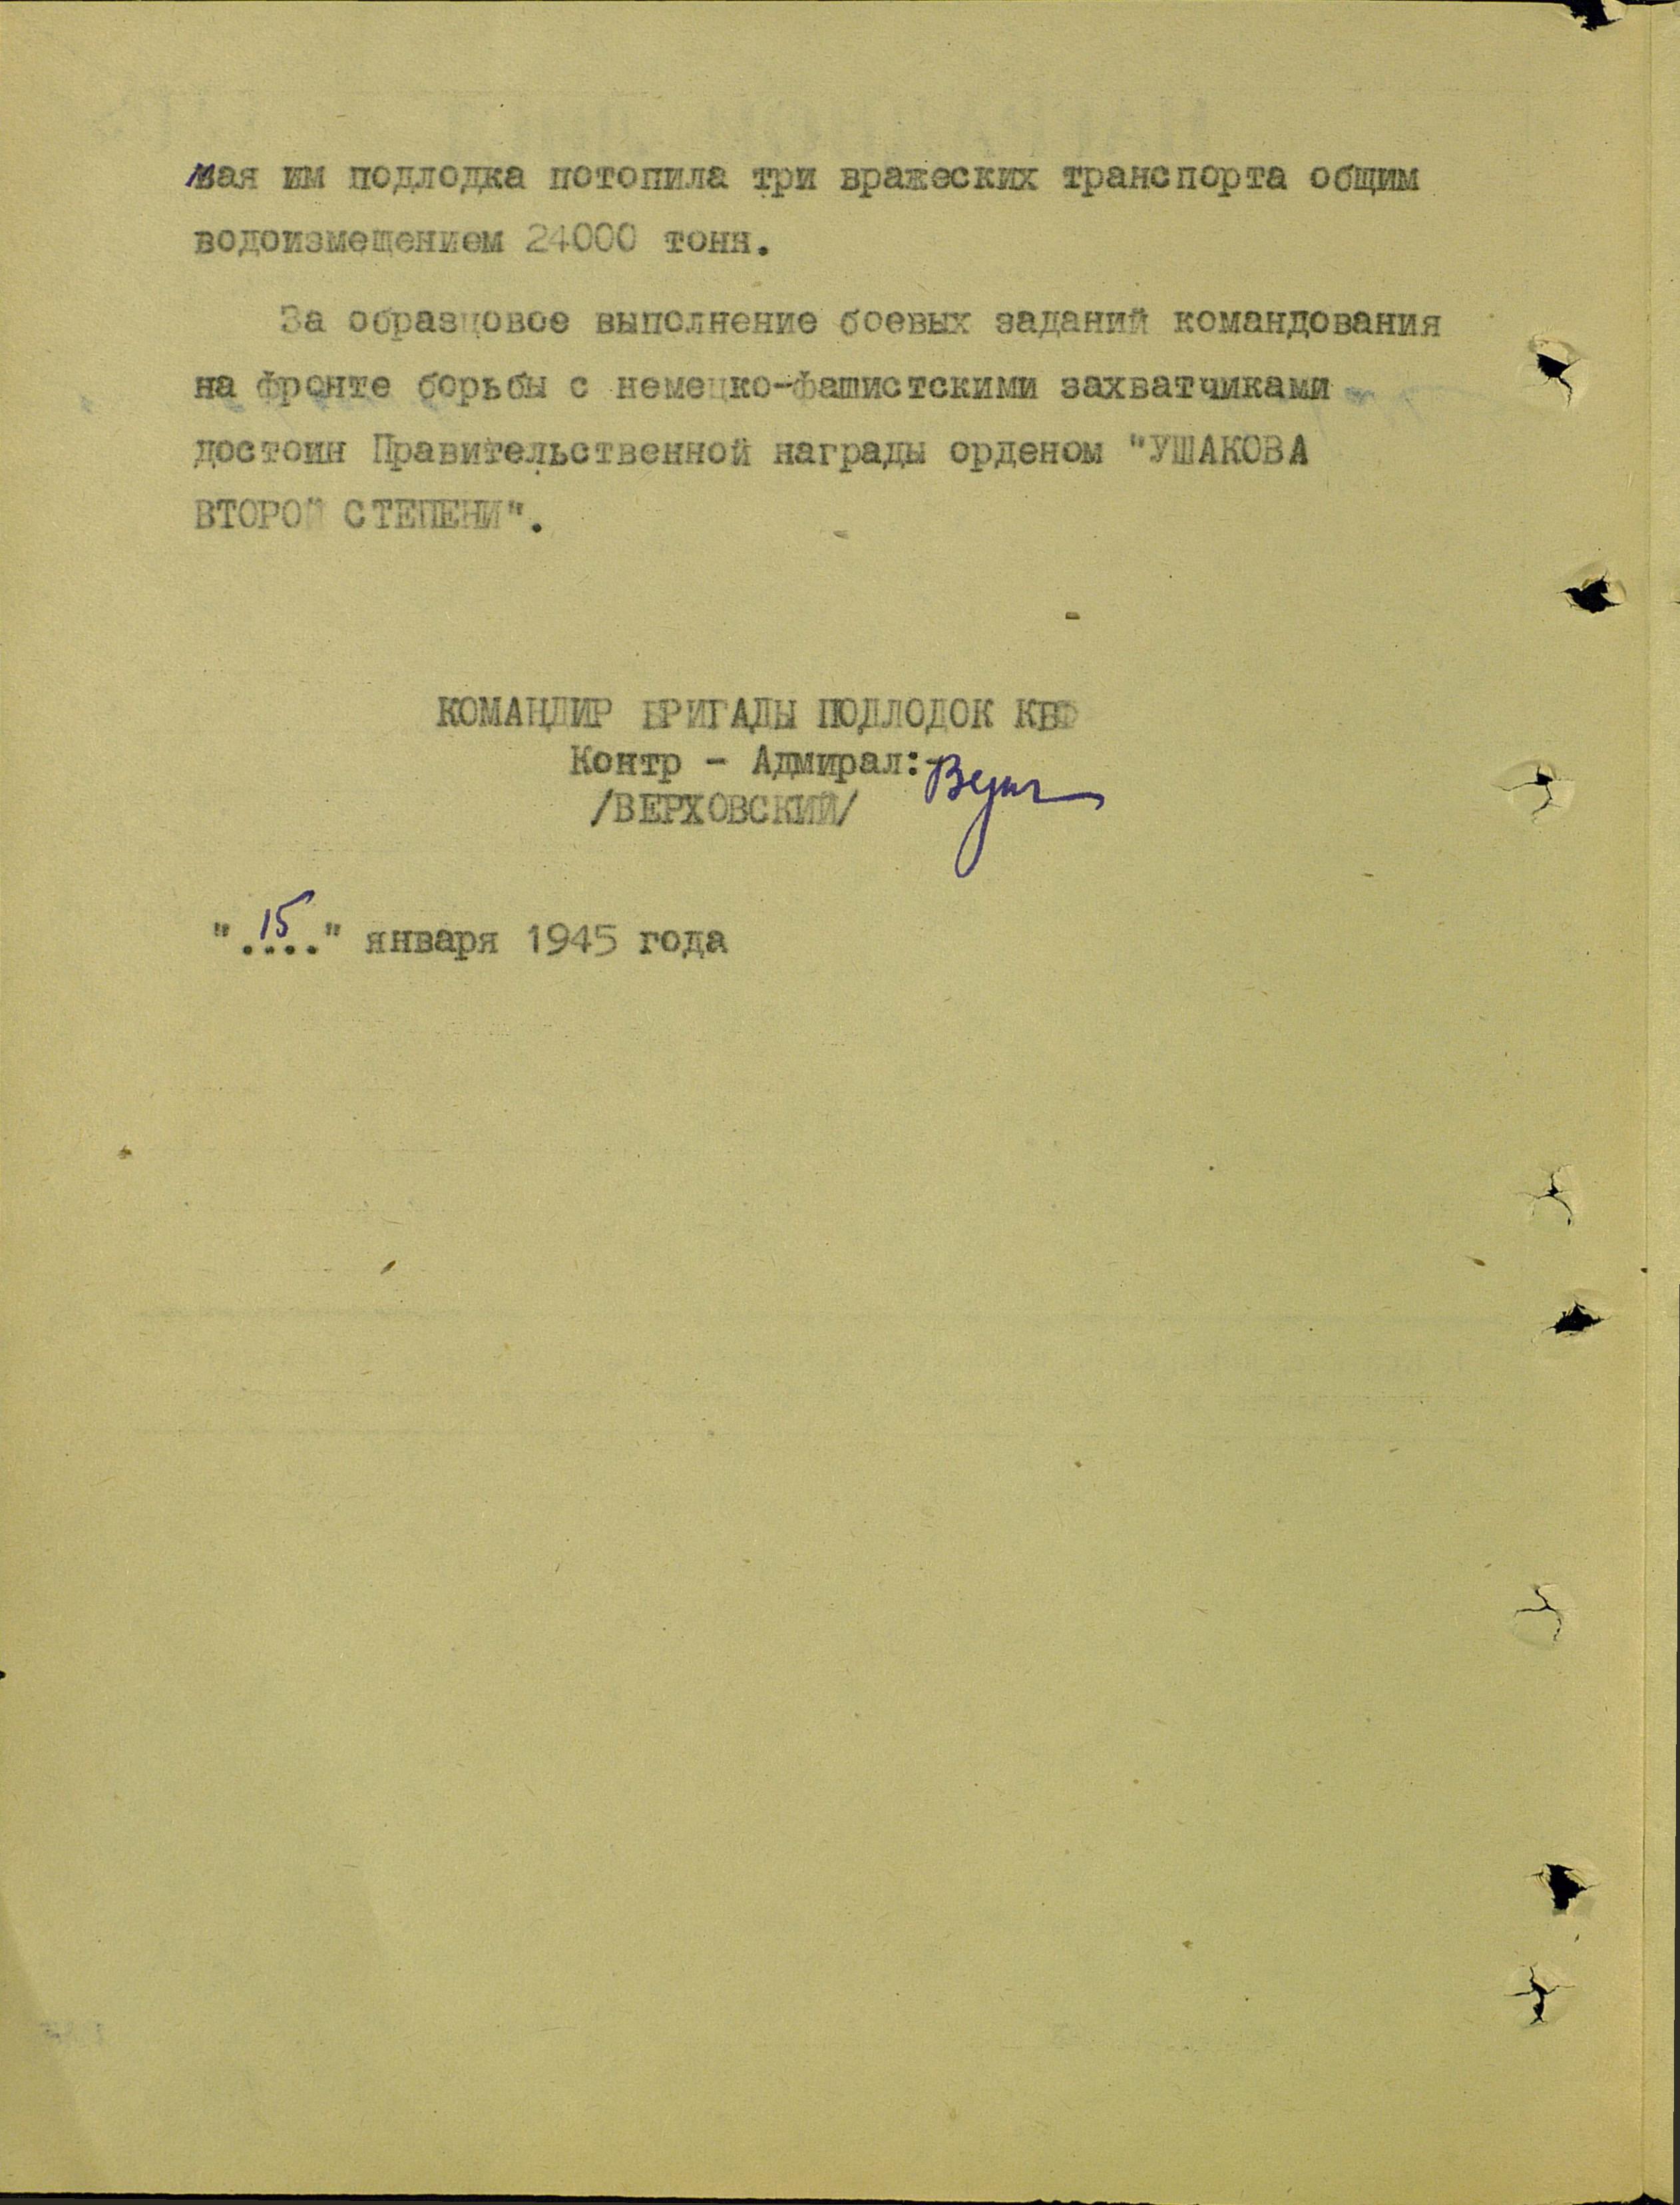 мая им подлодка потопила три вражеских транспорта общим
водоизмещением 24000 тонн.
За образцовое выполнение боевых заданий командования
на фронте борьбы с немецко-фашистскими захватчиками
достоин Правительственной награды орденом "УШАКОВА
ВТОРОЙ СТЕПЕНИ".
КОМАНДИР БРИГАДЫ ПОДЛОДОК КБФ
Контр - Адмирал:-
/ВЕРХОВСКИЙ/
"15...." января 1945 года